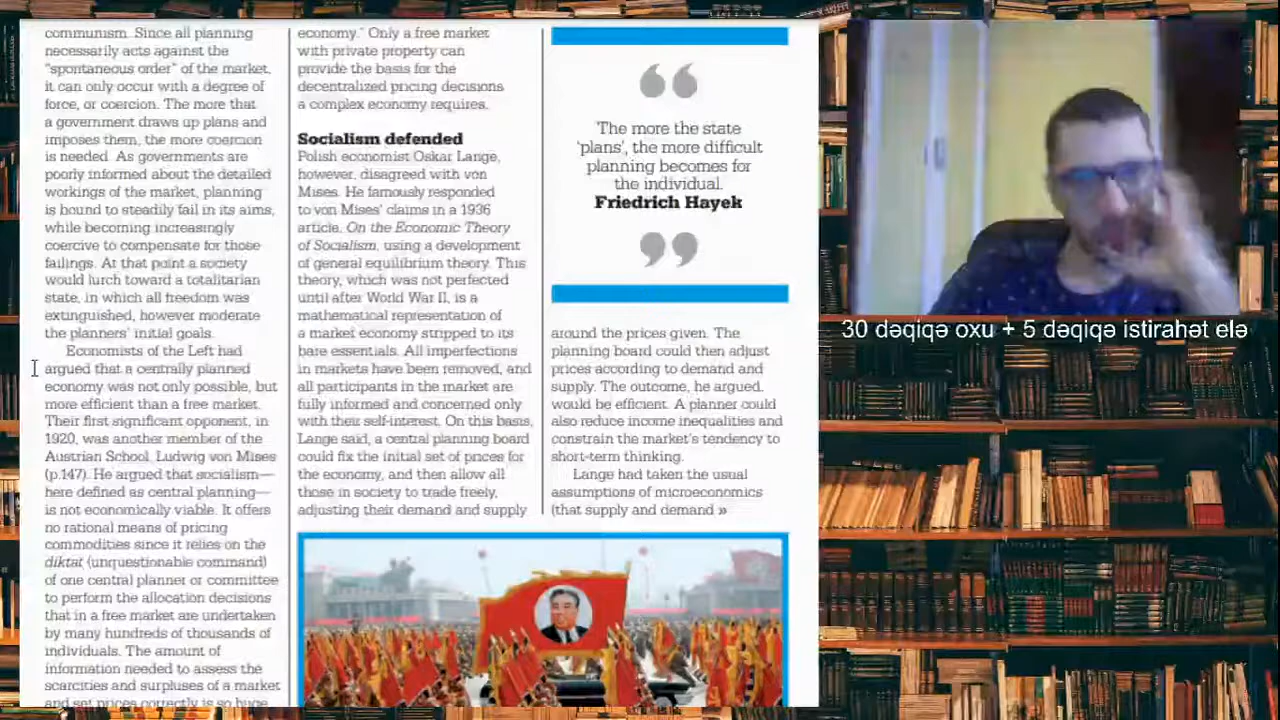 communism. Since all planning
necessarily acts against the
"spontaneous order" of the market,
it can only occur with a degree of
force, or coercion. The more that
a government draws up plans and
imposes them, the more coercion
is needed. As governments are
poorly informed about the detailed
workings of the market, planning
is bound to steadily fail in its aims,
while becoming increasingly
coercive to compensate for those
failings. At that point a society
would lurch toward a totalitarian
state, in which all freedom was
extinguished, however moderate
the planners' initial goals.
Economists of the Left had
argued that a centrally planned
economy was not only possible, but
more efficient than a free market.
Their first significant opponent, in
1920, was another member of the
Austrian School, Ludwig von Mises
(p.147). He argued that socialism—
here defined as central planning—
is not economically viable. It offers
no rational means of pricing
commodities since it relies on the
diktat (unquestionable command)
of one central planner or committee
to perform the allocation decisions
that in a free market are undertaken
by many hundreds of thousands of
individuals. The amount of
information needed to assess the
scarcities and surpluses of a market
and set prices correctly is so huge
economy." Only a free market
with private property can
provide the basis for the
decentralized pricing decisions
a complex economy requires.
Socialism defended
Polish economist Oskar Lange,
however, disagreed with von
Mises. He famously responded
to von Mises' claims in a 1936
article, On the Economic Theory
of Socialism, using a development
of general equilibrium theory. This
theory, which was not perfected
until after World War II, is a
mathematical representation of
a market economy stripped to its
bare essentials. All imperfections
in markets have been removed, and
all participants in the market are
fully informed and concerned only
with their self-interest. On this basis,
Lange said, a central planning board
could fix the initial set of prices for
the economy, and then allow all
those in society to trade freely,
adjusting their demand and supply
“
The more the state
'plans', the more difficult
planning becomes for
the individual.
Friedrich Hayek
”
around the prices given. The
planning board could then adjust
prices according to demand and
supply. The outcome, he argued,
would be efficient. A planner could
also reduce income inequalities and
constrain the market's tendency to
short-term thinking.
Lange had taken the usual
assumptions of microeconomics
(that supply and demand »
30 dəqiqə oxu + 5 dəqiqə istirahət elə